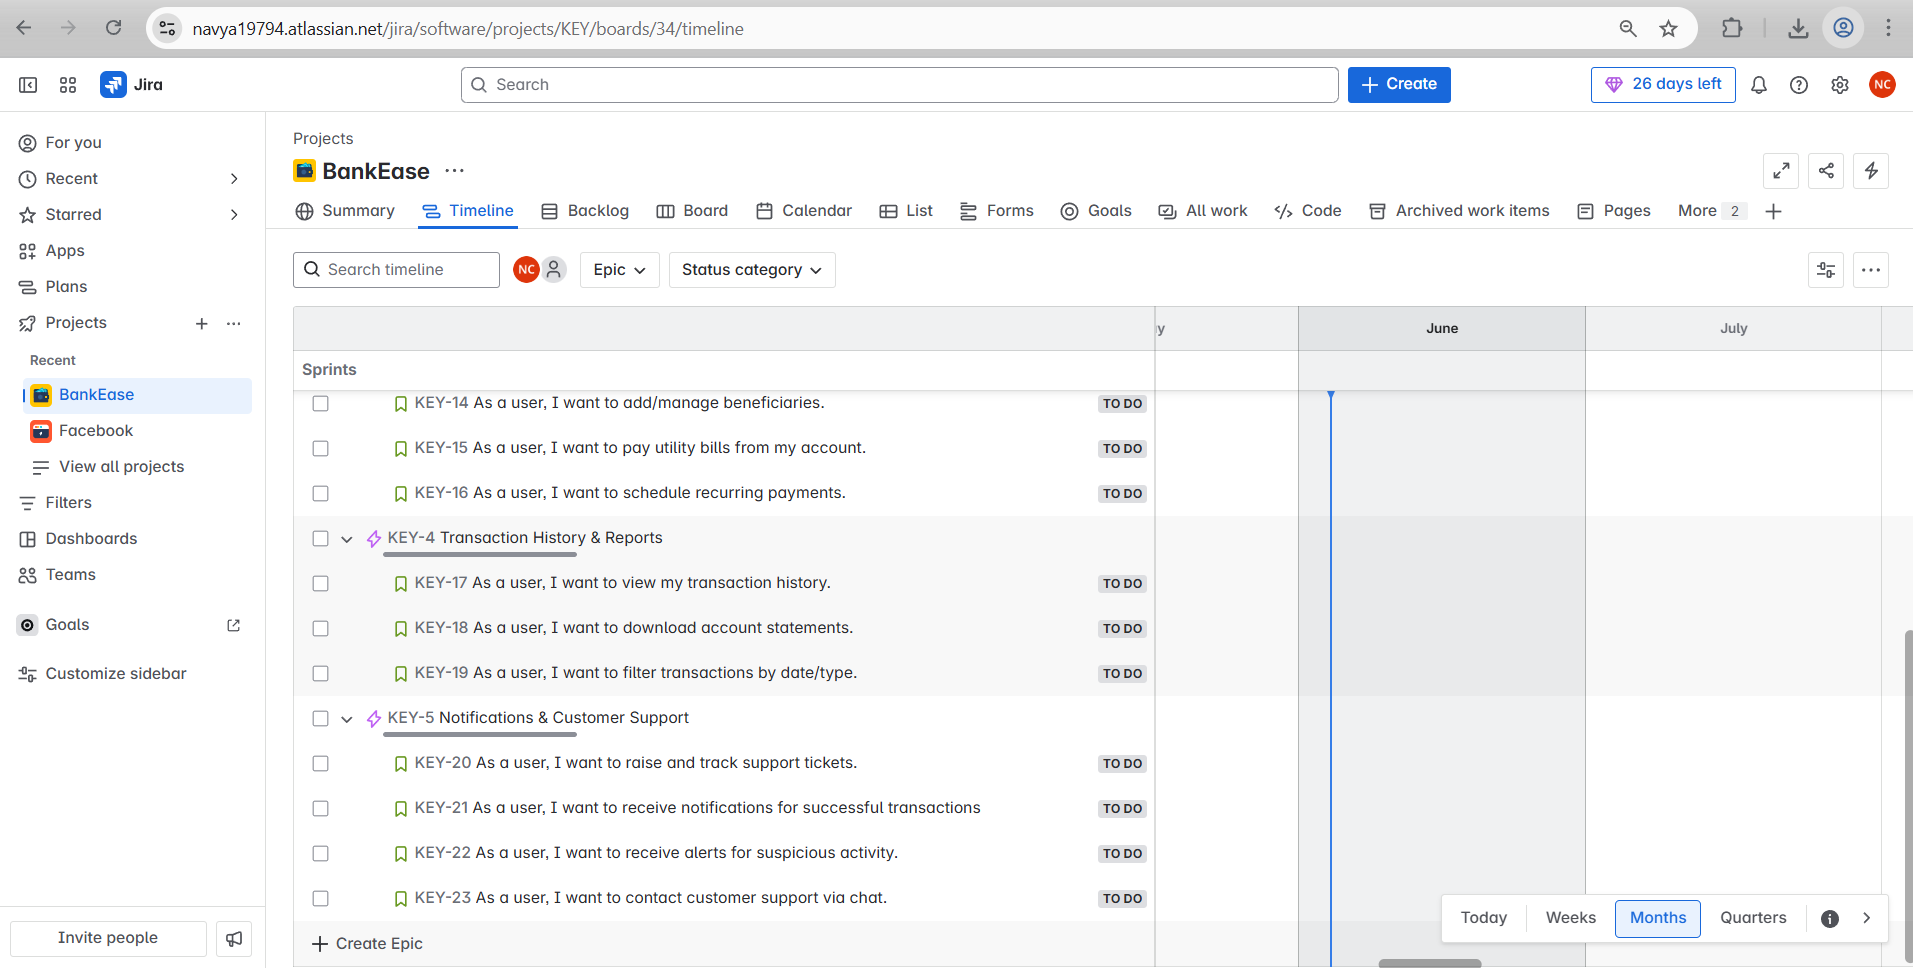 navya19794.atlassian.net/jira/software/projects/KEY/boards/34/timeline
Jira
Search
Create
26 days left
NC
For you
Recent
Starred
Apps
Plans
Projects
Recent
BankEase
Facebook
View all projects
Filters
Dashboards
Teams
Goals
Customize sidebar
Invite people
Projects
BankEase
Summary
Timeline
Backlog
Board
Calendar
List
Forms
Goals
All work
Code
Archived work items
Pages
More 2
Search timeline
NC
Epic
Status category
y
June
July
Sprints
KEY-14 As a user, I want to add/manage beneficiaries. TO DO
KEY-15 As a user, I want to pay utility bills from my account. TO DO
KEY-16 As a user, I want to schedule recurring payments. TO DO
KEY-4 Transaction History & Reports
KEY-17 As a user, I want to view my transaction history. TO DO
KEY-18 As a user, I want to download account statements. TO DO
KEY-19 As a user, I want to filter transactions by date/type. TO DO
KEY-5 Notifications & Customer Support
KEY-20 As a user, I want to raise and track support tickets. TO DO
KEY-21 As a user, I want to receive notifications for successful transactions TO DO
KEY-22 As a user, I want to receive alerts for suspicious activity. TO DO
KEY-23 As a user, I want to contact customer support via chat. TO DO
Create Epic
Today
Weeks
Months
Quarters